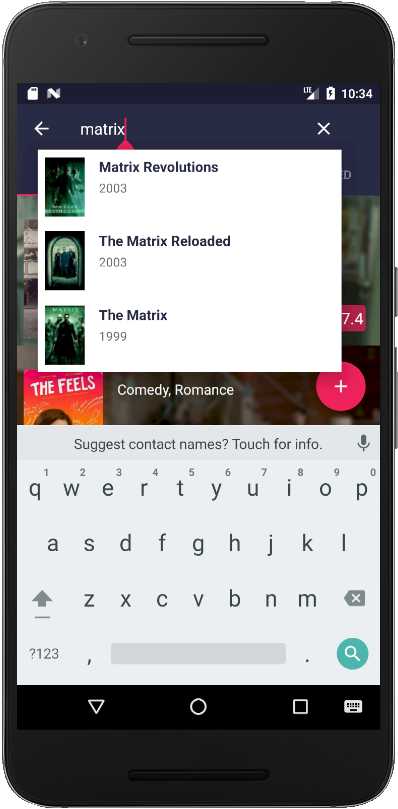 LTE 10:34
matrix
Matrix Revolutions
2003
ED
The Matrix Reloaded
2003
The Matrix
1999
7.4
THE FEELS
Comedy, Romance
+
Suggest contact names? Touch for info.
1 2 3 4 5 6 7 8 9 0
q w e r t y u i o p
a s d f g h j k l
z x c v b n m
?123 , .